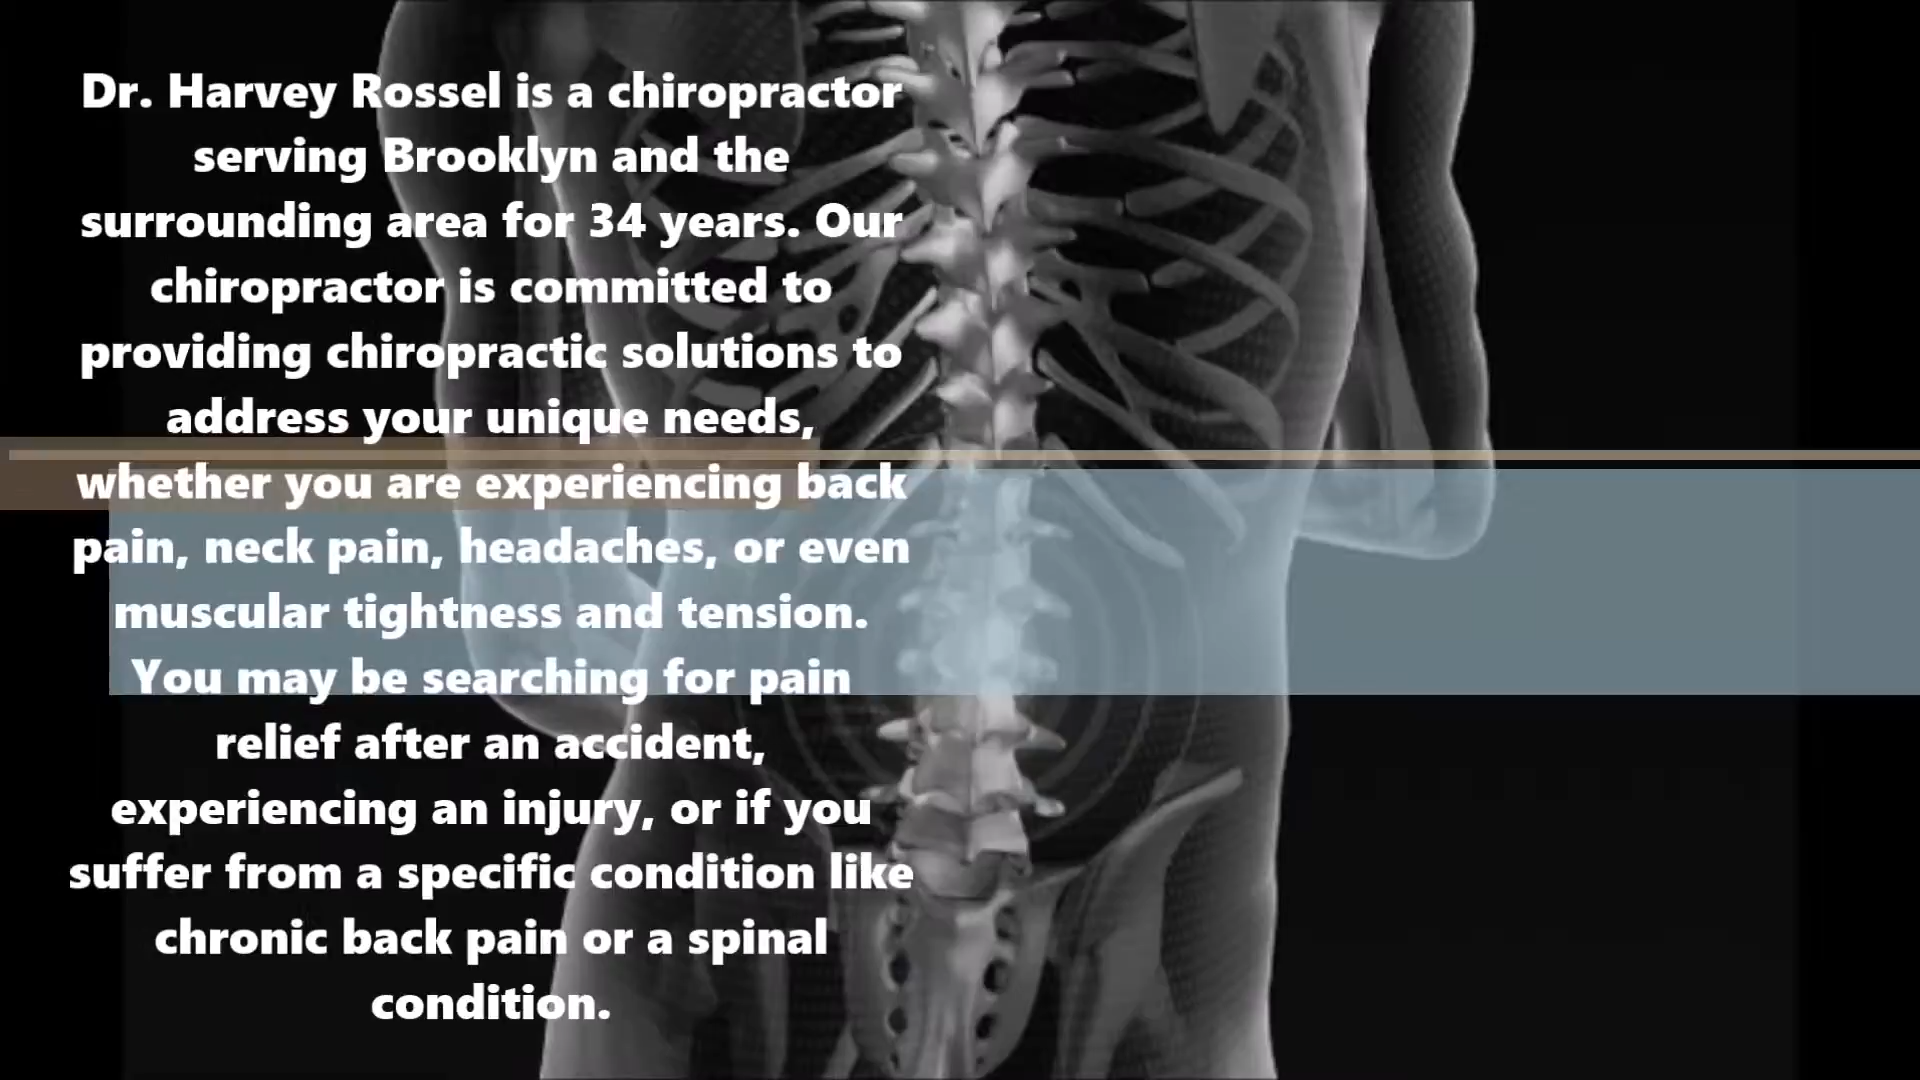 Dr. Harvey Rossel is a chiropractor
serving Brooklyn and the
surrounding area for 34 years. Our
chiropractor is committed to
providing chiropractic solutions to
address your unique needs,
whether you are experiencing back
pain, neck pain, headaches, or even
muscular tightness and tension.
You may be searching for pain
relief after an accident,
experiencing an injury, or if you
suffer from a specific condition like
chronic back pain or a spinal
condition.